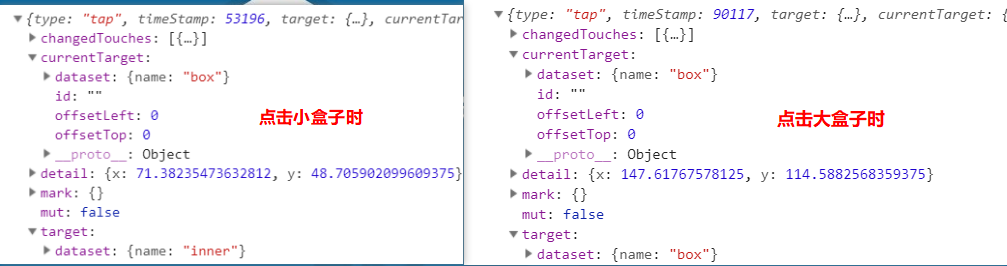 ▼{type: "tap", timeStamp: 53196, target: {…}, currentTar
▶changedTouches: [{…}]
▼currentTarget:
▶dataset: {name: "box"}
id: ""
offsetLeft: 0
offsetTop: 0
▶__proto__: Object
▶detail: {x: 71.38235473632812, y: 48.705902099609375}
▶mark: {}
mut: false
▼target:
▶dataset: {name: "inner"}
点击小盒子时
▼{type: "tap", timeStamp: 90117, target: {…}, currentTarget: {
▶changedTouches: [{…}]
▼currentTarget:
▶dataset: {name: "box"}
id: ""
offsetLeft: 0
offsetTop: 0
▶__proto__: Object
▶detail: {x: 147.61767578125, y: 114.5882568359375}
▶mark: {}
mut: false
▼target:
▶dataset: {name: "box"}
点击大盒子时